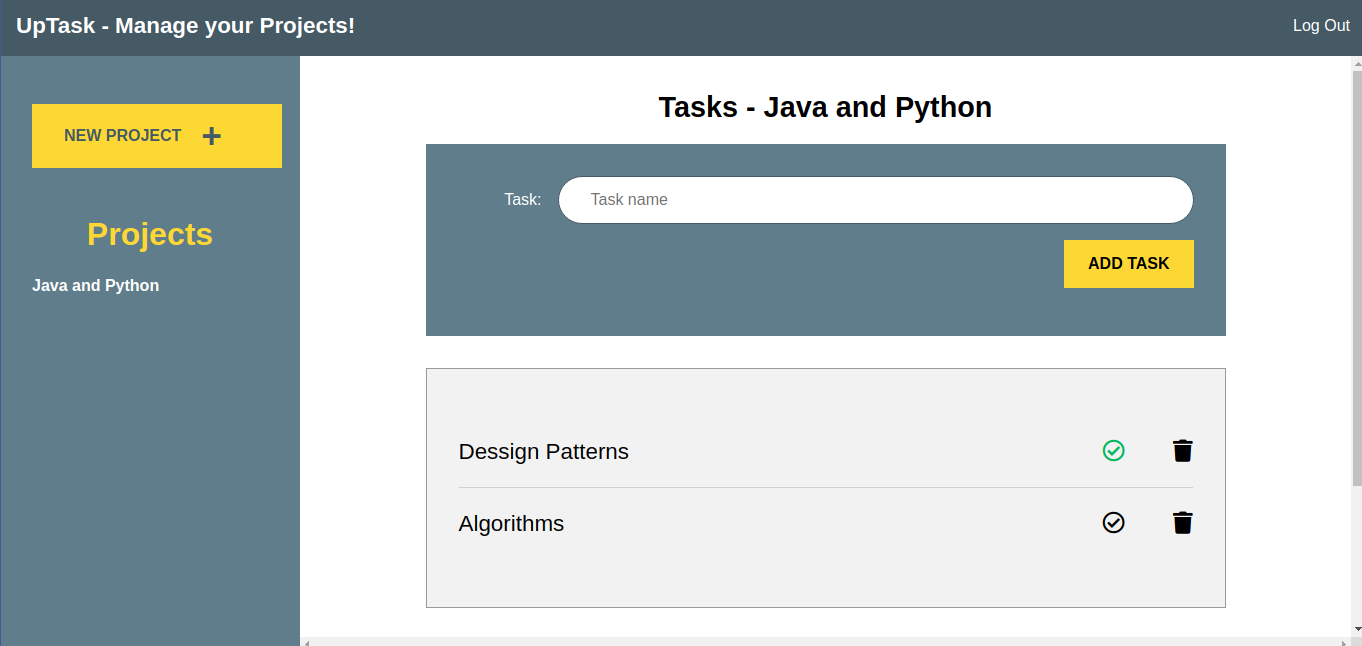 UpTask - Manage your Projects!
Log Out
NEW PROJECT +
Projects
Java and Python
Tasks - Java and Python
Task:
Task name
ADD TASK
Dessign Patterns
Algorithms